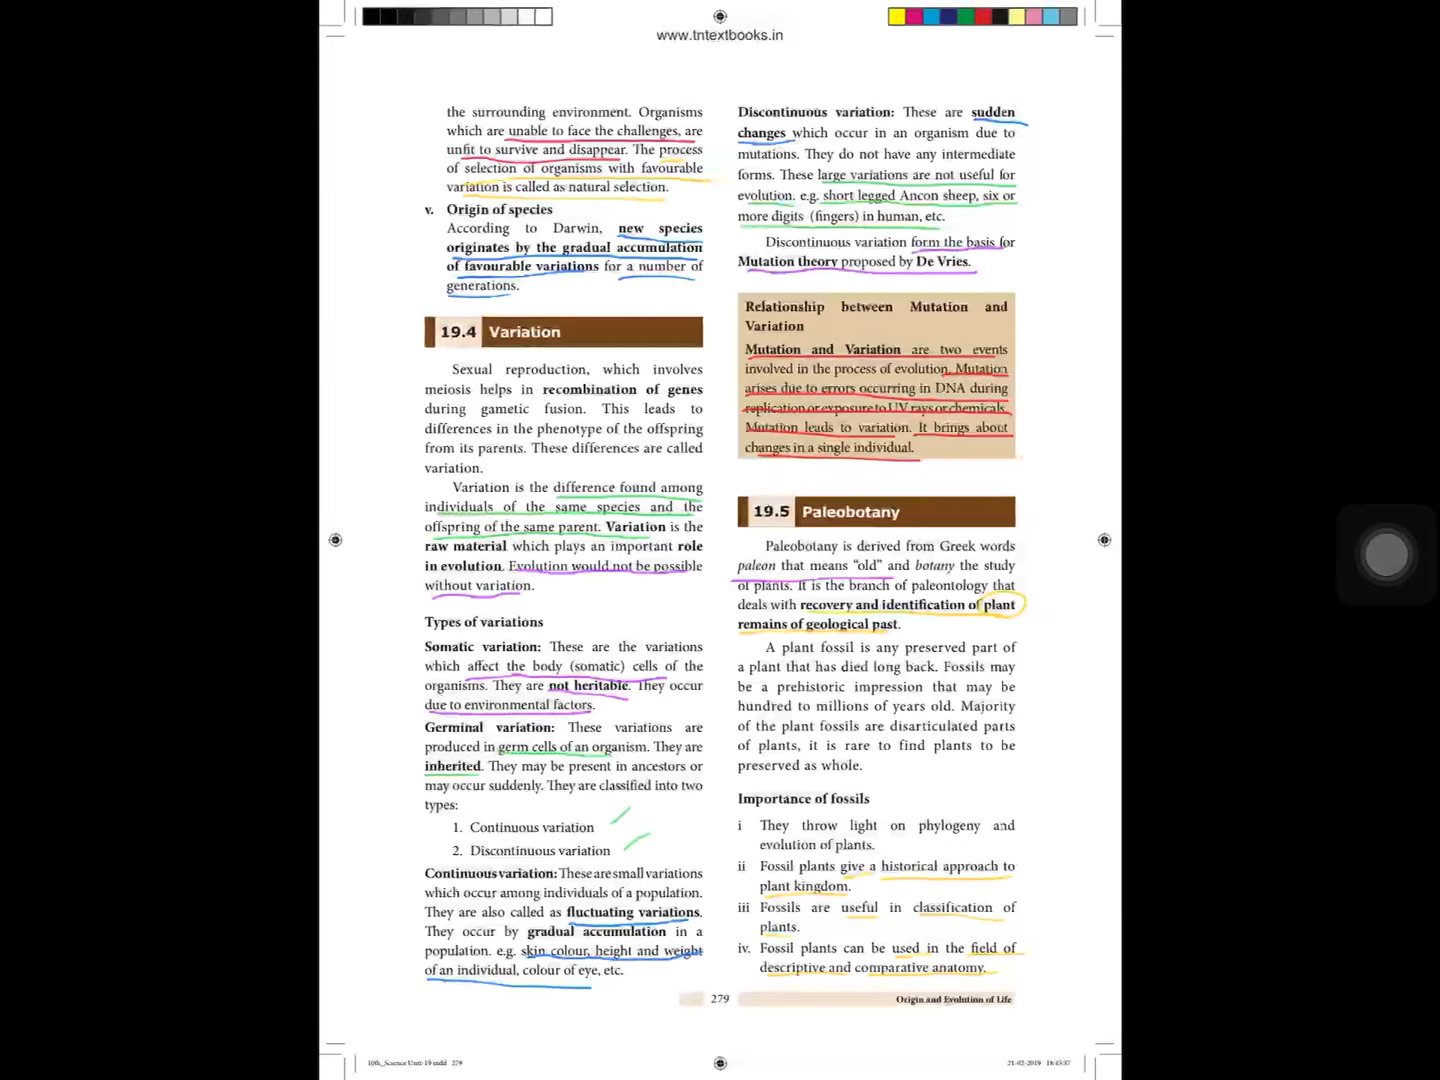 www.tntextbooks.in
the surrounding environment. Organisms
which are unable to face the challenges, are
unfit to survive and disappear. The process
of selection of organisms with favourable
variation is called as natural selection.
v. Origin of species
According to Darwin, new species
originates by the gradual accumulation
of favourable variations for a number of
generations.
19.4 Variation
Sexual reproduction, which involves
meiosis helps in recombination of genes
during gametic fusion. This leads to
differences in the phenotype of the offspring
from its parents. These differences are called
variation.
Variation is the difference found among
individuals of the same species and the
offspring of the same parent. Variation is the
raw material which plays an important role
in evolution. Evolution would not be possible
without variation.
Types of variations
Somatic variation: These are the variations
which affect the body (somatic) cells of the
organisms. They are not heritable. They occur
due to environmental factors.
Germinal variation: These variations are
produced in germ cells of an organism. They are
inherited. They may be present in ancestors or
may occur suddenly. They are classified into two
types:
1. Continuous variation
2. Discontinuous variation
Continuous variation: These are small variations
which occur among individuals of a population.
They are also called as fluctuating variations.
They occur by gradual accumulation in a
population. e.g. skin colour, height and weight
of an individual, colour of eye, etc.
Discontinuous variation: These are sudden
changes which occur in an organism due to
mutations. They do not have any intermediate
forms. These large variations are not useful for
evolution. e.g. short legged Ancon sheep, six or
more digits (fingers) in human, etc.
Discontinuous variation form the basis for
Mutation theory proposed by De Vries.
Relationship between Mutation and
Variation
Mutation and Variation are two events
involved in the process of evolution. Mutation
arises due to errors occurring in DNA during
replication or exposure to UV rays or chemicals.
Mutation leads to variation. It brings about
changes in a single individual.
19.5 Paleobotany
Paleobotany is derived from Greek words
paleon that means “old” and botany the study
of plants. It is the branch of paleontology that
deals with recovery and identification of plant
remains of geological past.
A plant fossil is any preserved part of
a plant that has died long back. Fossils may
be a prehistoric impression that may be
hundred to millions of years old. Majority
of the plant fossils are disarticulated parts
of plants, it is rare to find plants to be
preserved as whole.
Importance of fossils
i They throw light on phylogeny and
evolution of plants.
ii Fossil plants give a historical approach to
plant kingdom.
iii Fossils are useful in classification of
plants.
iv. Fossil plants can be used in the field of
descriptive and comparative anatomy.
279 Origin and Evolution of Life
10th_Science Unit-19.indd 279 21-02-2019 18:45:37